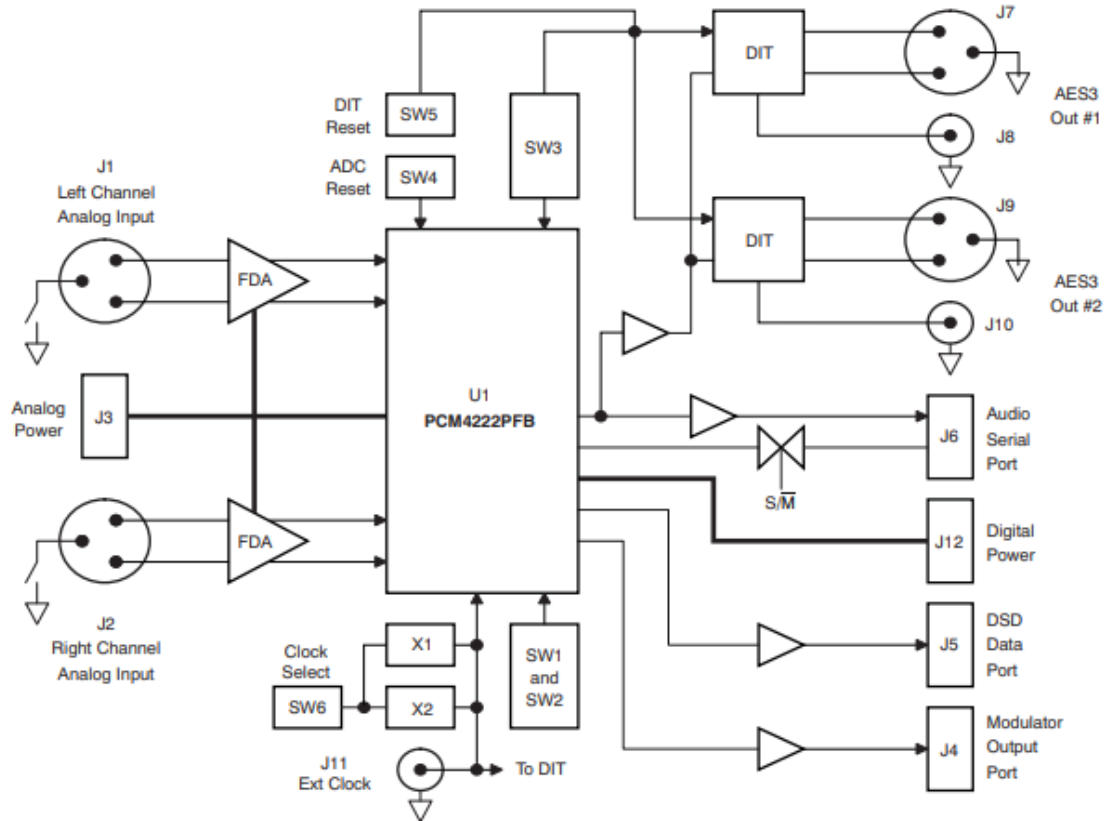 J7
DIT
AES3
Out #1
DIT
Reset
SW5
SW3
J8
ADC
Reset
SW4
J1
Left Channel
Analog Input
J9
DIT
AES3
Out #2
FDA
J10
U1
PCM4222PFB
Analog
Power
J3
J6
Audio
Serial
Port
S/M̅
FDA
J12
Digital
Power
J2
Right Channel
Analog Input
Clock
Select
SW6
X1
X2
SW1
and
SW2
J5
DSD
Data
Port
J11
Ext Clock
To DIT
J4
Modulator
Output
Port